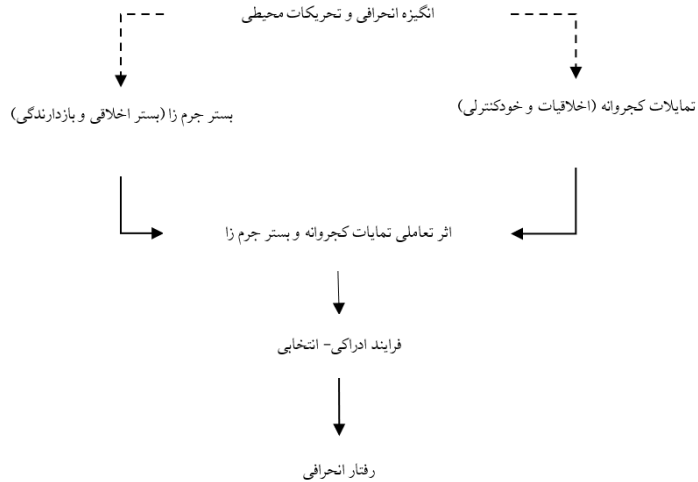 انگیزه انحرافی و تحریکات محیطی
تمایلات کجروانه (اخلاقیات و خودکنترلی)
بستر جرم زا (بستر اخلاقی و بازدارندگی)
اثر تعاملی تمایات کجروانه و بستر جرم زا
فرایند ادراکی- انتخابی
رفتار انحرافی